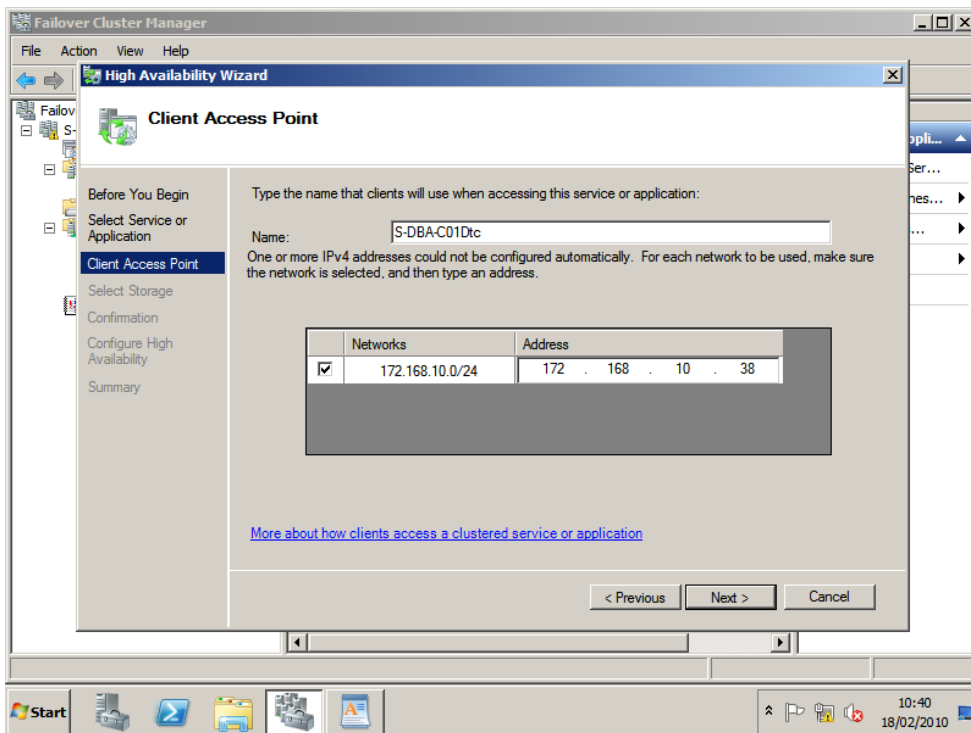 Failover Cluster Manager
File Action View Help
High Availability Wizard
Client Access Point
Failov
S-
Before You Begin
Select Service or
Application
Client Access Point
Select Storage
Confirmation
Configure High
Availability
Summary
Type the name that clients will use when accessing this service or application:
Name: S-DBA-C01Dtc
One or more IPv4 addresses could not be configured automatically. For each network to be used, make sure
the network is selected, and then type an address.
Networks Address
172.168.10.0/24 172 . 168 . 10 . 38
More about how clients access a clustered service or application
< Previous Next > Cancel
ppli...
Ser...
nes...
...
Start
10:40
18/02/2010